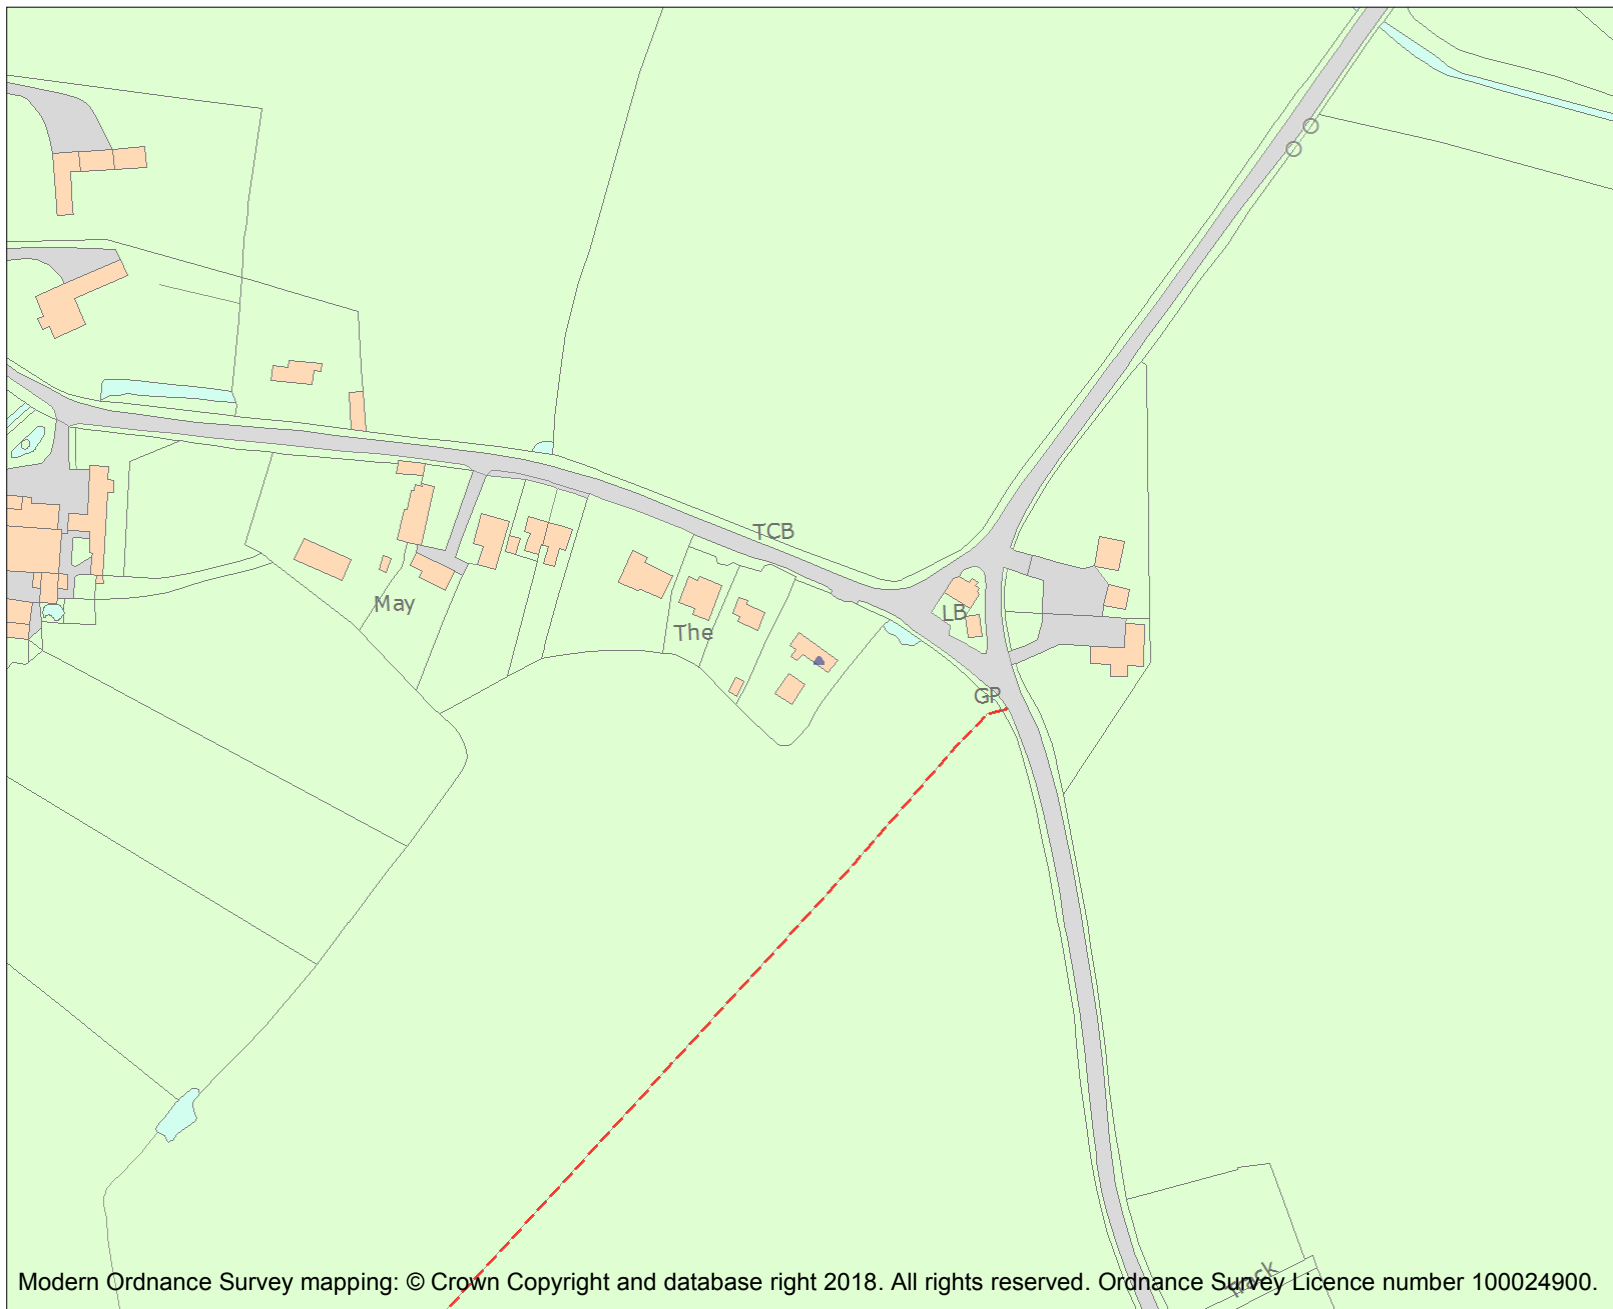 TCB
May
LB
The
GP
Track
Modern Ordnance Survey mapping: © Crown Copyright and database right 2018. All rights reserved. Ordnance Survey Licence number 100024900.